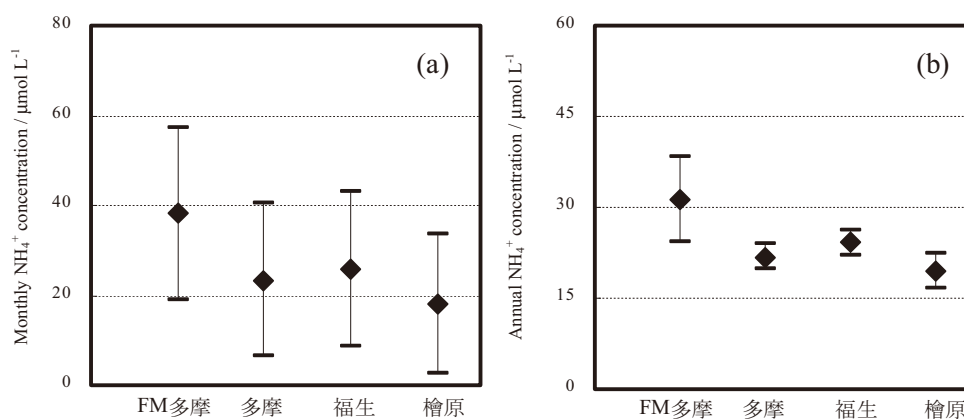 (a)
Monthly NH₄⁺ concentration / μmol L⁻¹
80
60
40
20
0
FM多摩 多摩 福生 檜原
(b)
Annual NH₄⁺ concentration / μmol L⁻¹
60
45
30
15
0
FM多摩 多摩 福生 檜原